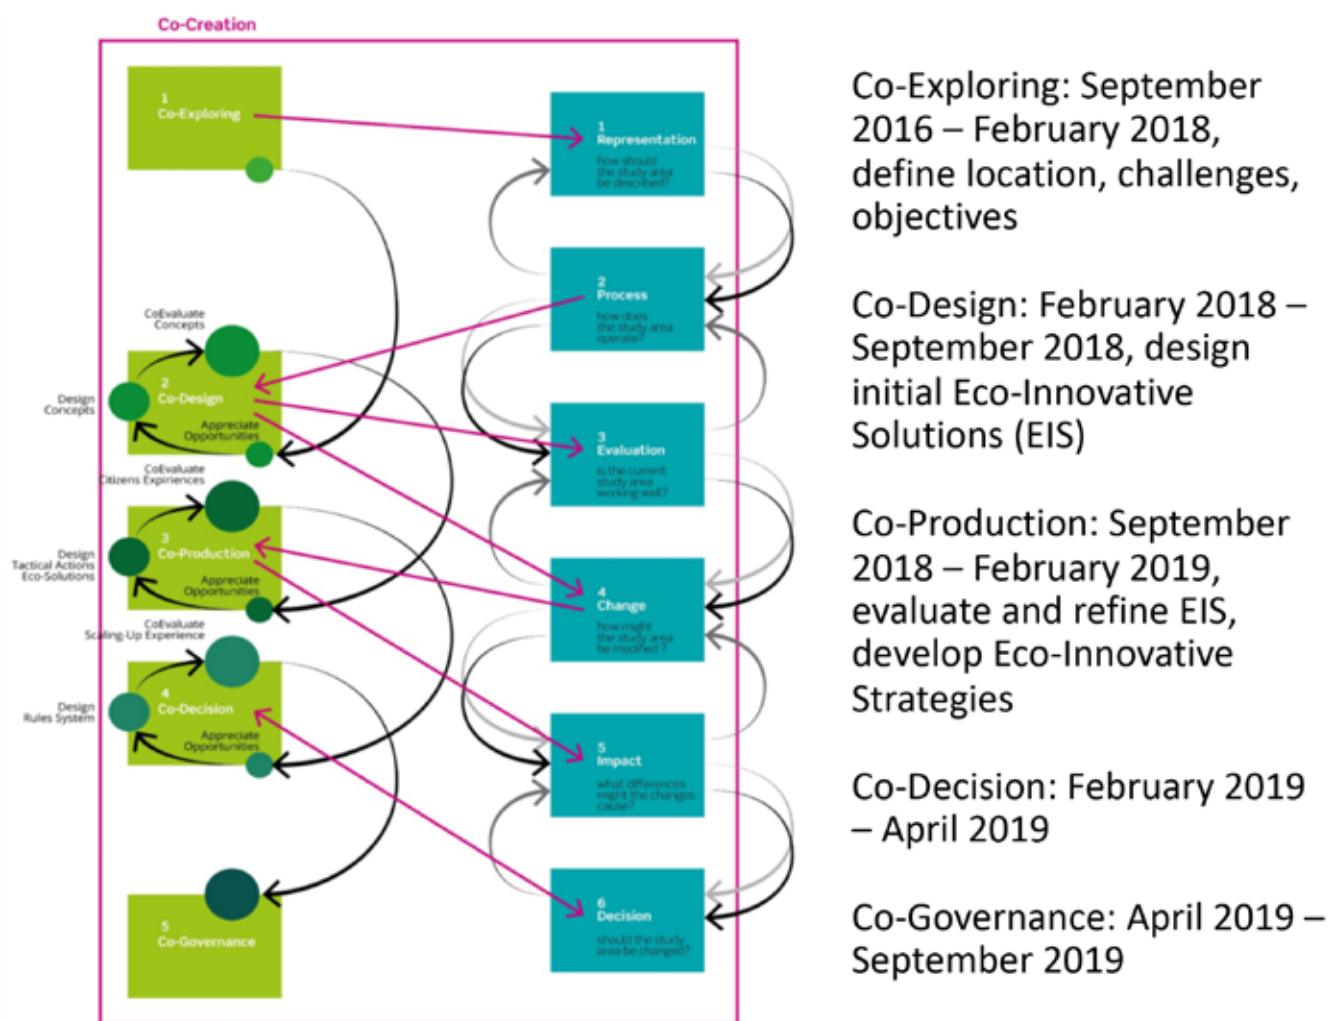 Co-Creation
1
Co-Exploring
CoEvaluate
Concepts
2
Co-Design
Design
Concepts
Appreciate
Opportunities
CoEvaluate
Citizens Expiriences
3
Co-Production
Design
Tactical Actions
Eco-Solutions
Appreciate
Opportunities
CoEvaluate
Scaling-Up Experience
4
Co-Decision
Design
Rules System
Appreciate
Opportunities
5
Co-Governance
1
Representation
how should
the study area
be described?
2
Process
how does
the study area
operate?
3
Evaluation
is the current
study area
working well?
4
Change
how might
the study area
be modified ?
5
Impact
what differences
might the changes
cause?
6
Decision
should the study
area be changed?
Co-Exploring: September
2016 – February 2018,
define location, challenges,
objectives
Co-Design: February 2018 –
September 2018, design
initial Eco-Innovative
Solutions (EIS)
Co-Production: September
2018 – February 2019,
evaluate and refine EIS,
develop Eco-Innovative
Strategies
Co-Decision: February 2019
– April 2019
Co-Governance: April 2019 –
September 2019